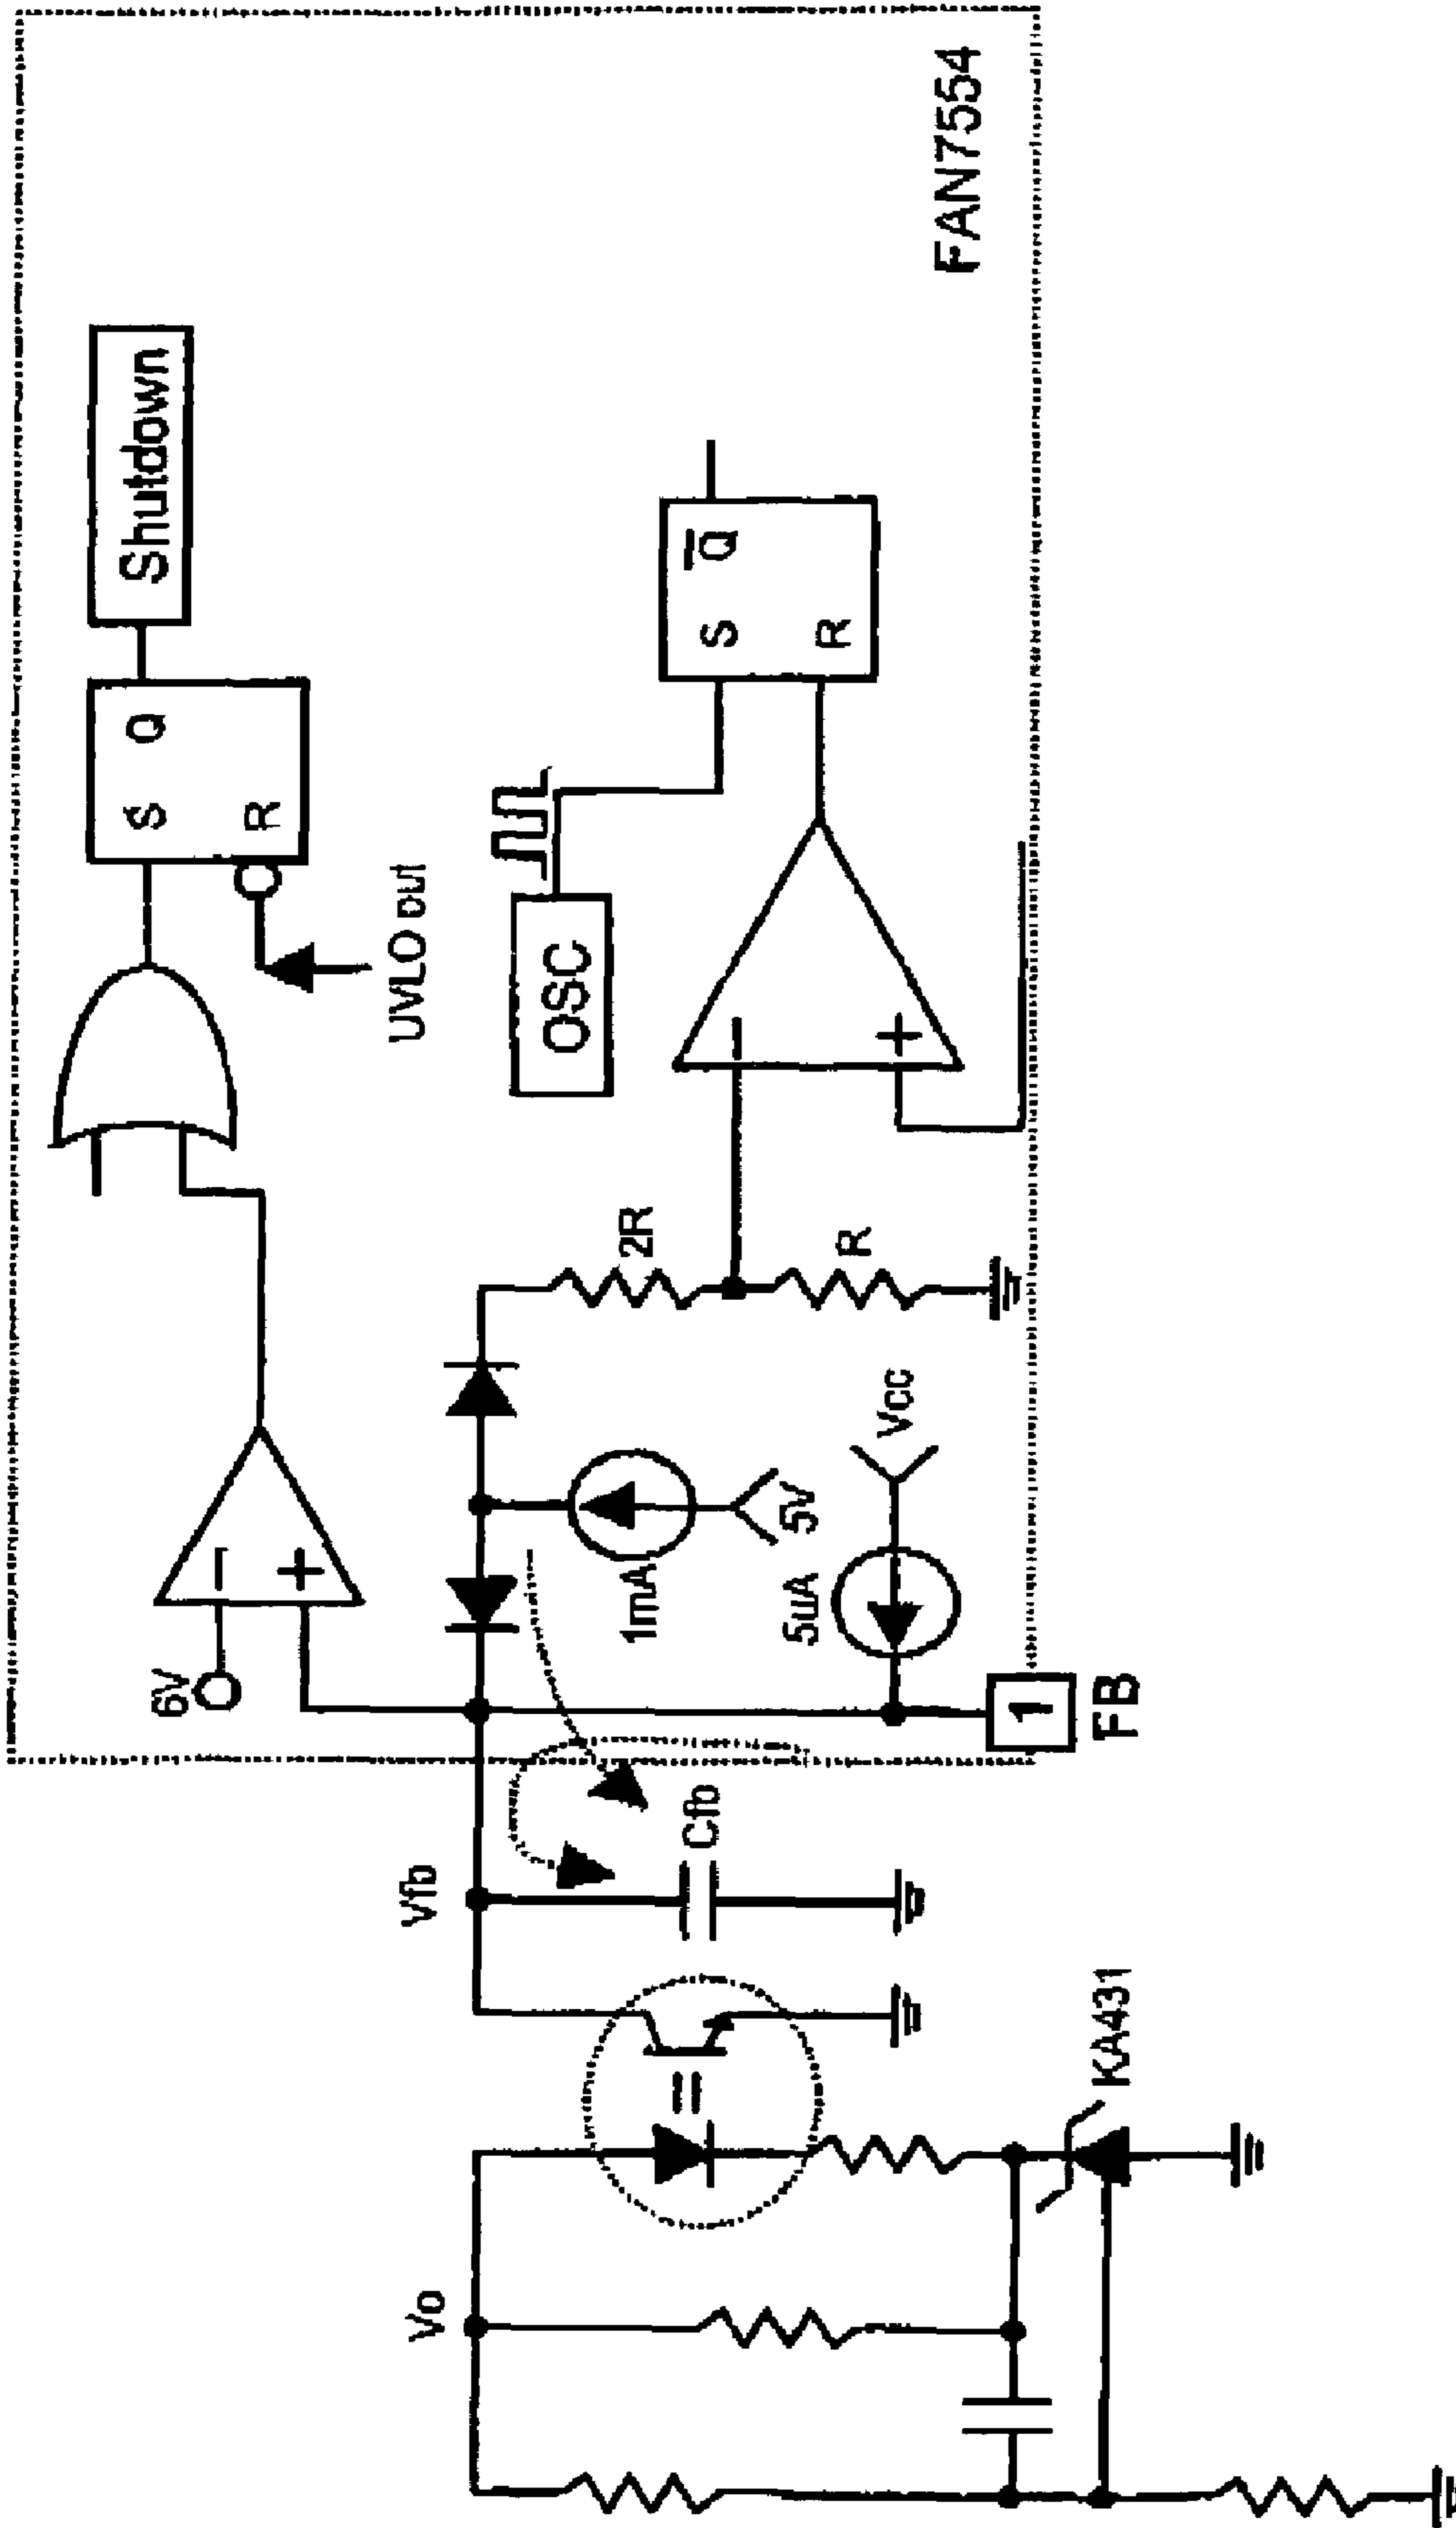 Vo
KA431
Vfb
Cfb
1
FB
6V
−
+
1mA
5V
5uA
Vcc
2R
R
−
+
OSC
UVLO out
S
Q
R
Shutdown
S
Q̅
R
FAN7554